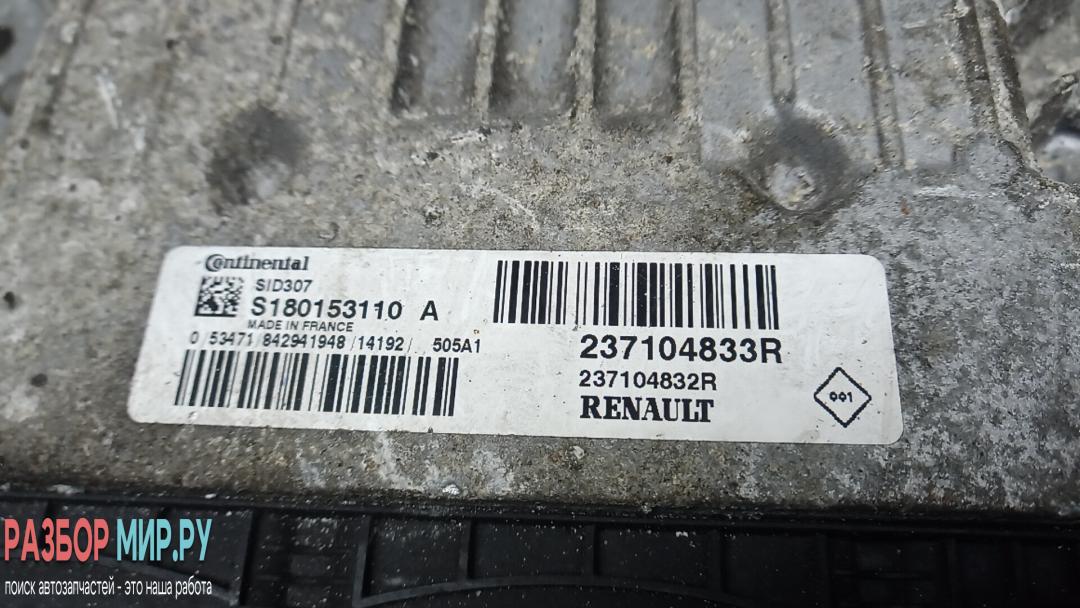 Continental
SID307
S180153110 A
MADE IN FRANCE
0 /53471 /842941948 /14192/ 505A1
237104833R
237104832R
RENAULT
001
РАЗБОР МИР.РУ
поиск автозапчастей - это наша работа